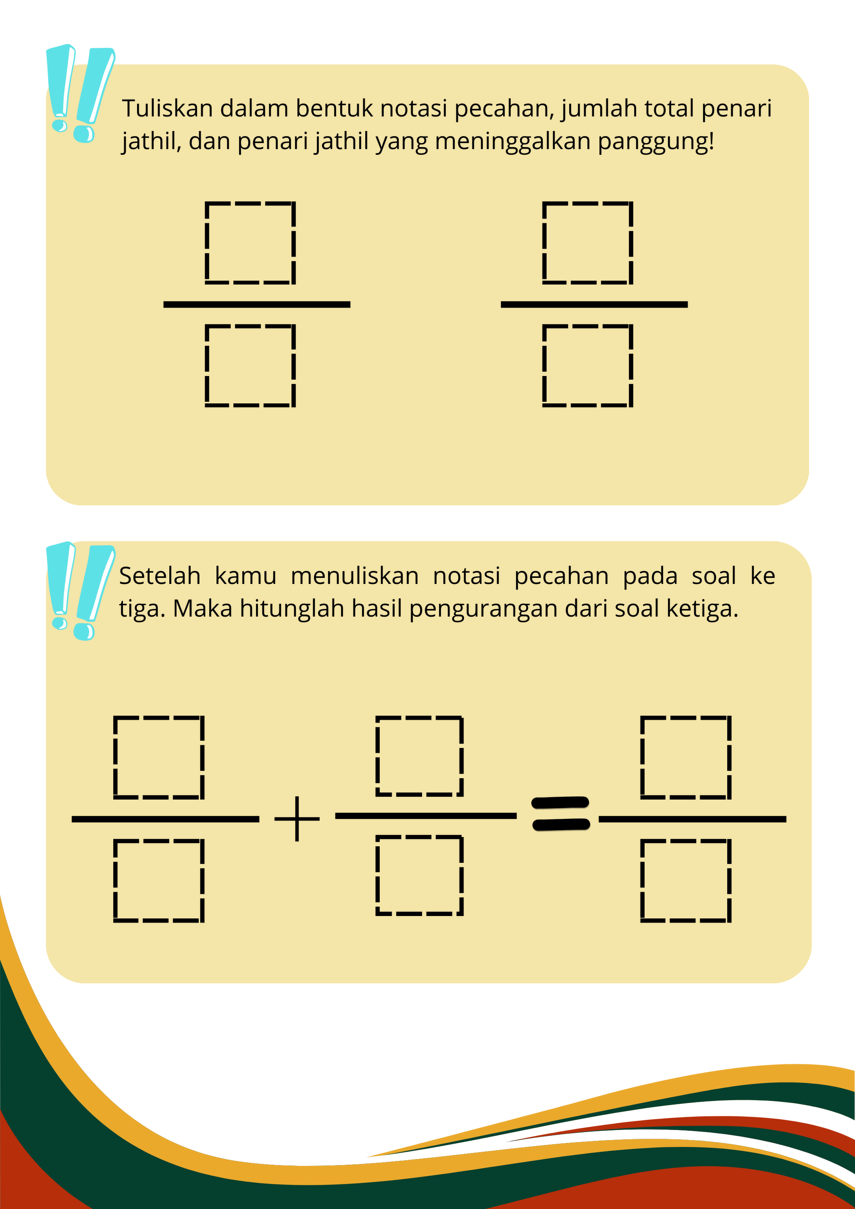 Tuliskan dalam bentuk notasi pecahan, jumlah total penari
jathil, dan penari jathil yang meninggalkan panggung!
Setelah kamu menuliskan notasi pecahan pada soal ke
tiga. Maka hitunglah hasil pengurangan dari soal ketiga.
+ =